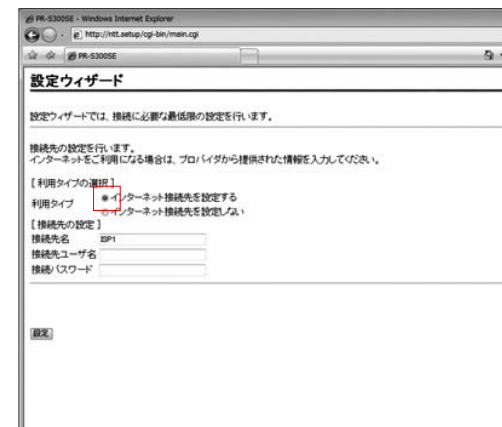 PR-S300SE - Windows Internet Explorer
http://ntt.setup/cgi-bin/main.cgi
PR-S300SE
設定ウィザード
設定ウィザードでは、接続に必要な最低限の設定を行います。
接続先の設定を行います。
インターネットをご利用になる場合は、プロバイダから提供された情報を入力してください。
[利用タイプの選択]
利用タイプ
インターネット接続先を設定する
インターネット接続先を設定しない
[接続先の設定]
接続先名 ISP1
接続先ユーザ名
接続パスワード
設定